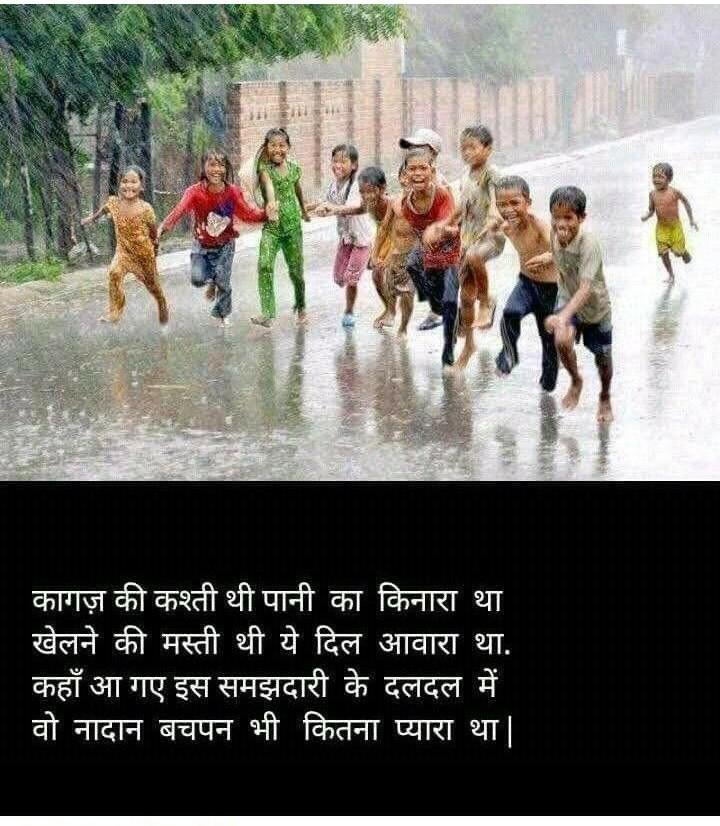 कागज़ की कश्ती थी पानी का किनारा था
खेलने की मस्ती थी ये दिल आवारा था.
कहाँ आ गए इस समझदारी के दलदल में
वो नादान बचपन भी कितना प्यारा था|